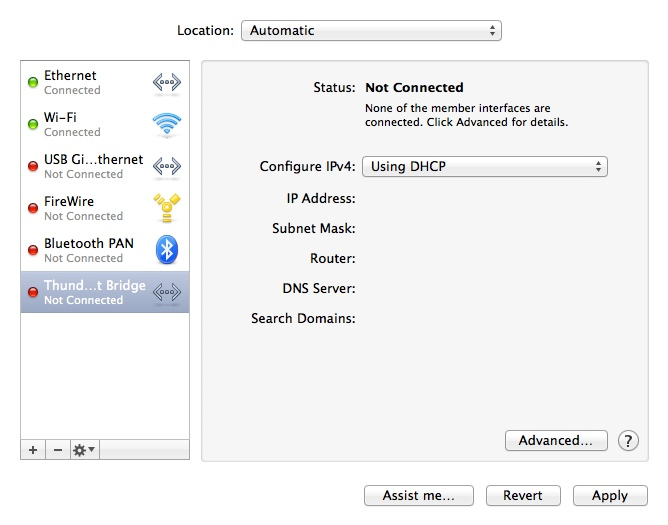 Location: Automatic
Ethernet
Connected
Wi-Fi
Connected
USB Gi...thernet
Not Connected
FireWire
Not Connected
Bluetooth PAN
Not Connected
Thund...t Bridge
Not Connected
+ −
Status: Not Connected
None of the member interfaces are
connected. Click Advanced for details.
Configure IPv4: Using DHCP
IP Address:
Subnet Mask:
Router:
DNS Server:
Search Domains:
Advanced... ?
Assist me... Revert Apply